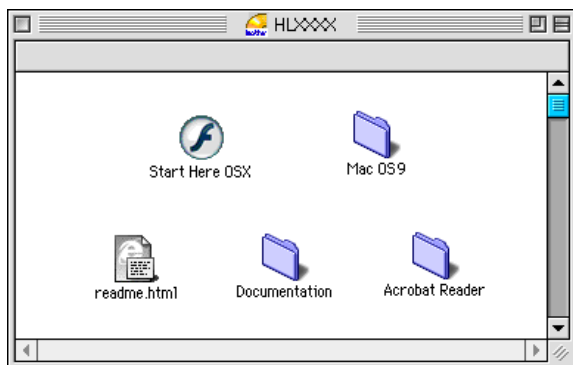 HLXXXX
Start Here OSX
Mac OS9
readme.html
Documentation
Acrobat Reader